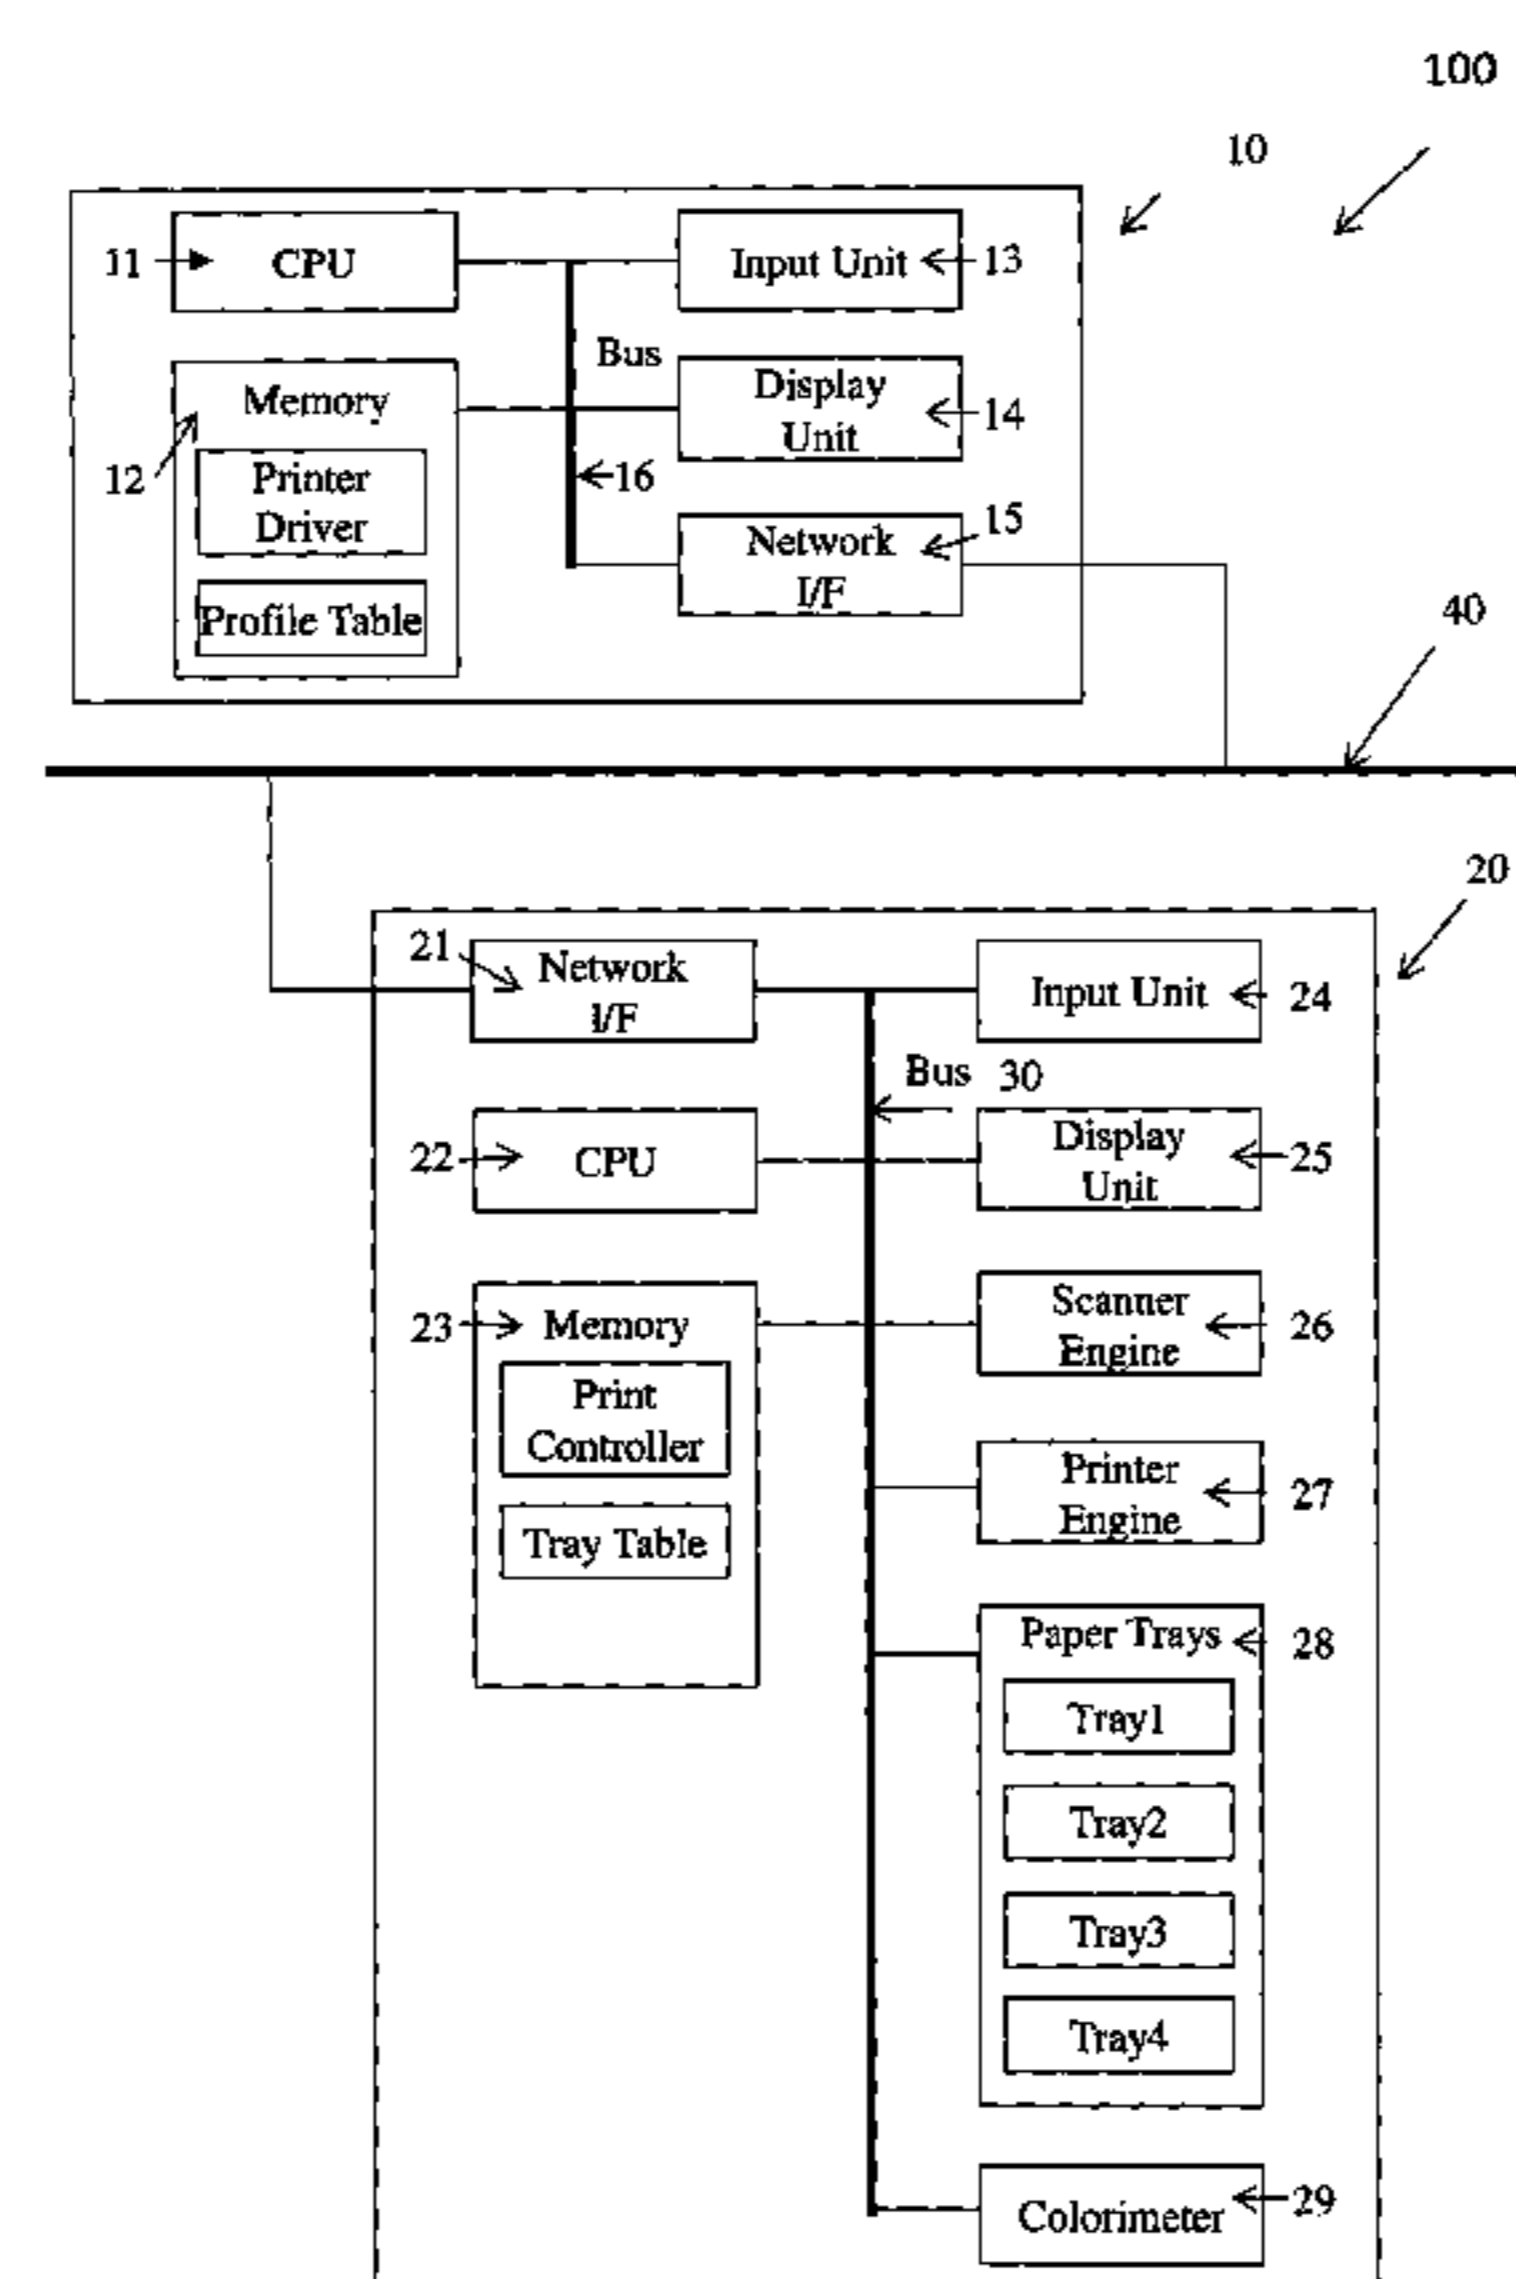 100
10
11
CPU
Input Unit
13
Bus
Memory
Display
Unit
14
12
Printer
Driver
16
15
Network
I/F
Profile Table
40
20
21
Network
I/F
Input Unit
24
Bus 30
22
CPU
Display
Unit
25
23
Memory
Scanner
Engine
26
Print
Controller
Printer
Engine
27
Tray Table
Paper Trays
28
Tray1
Tray2
Tray3
Tray4
Colorimeter
29